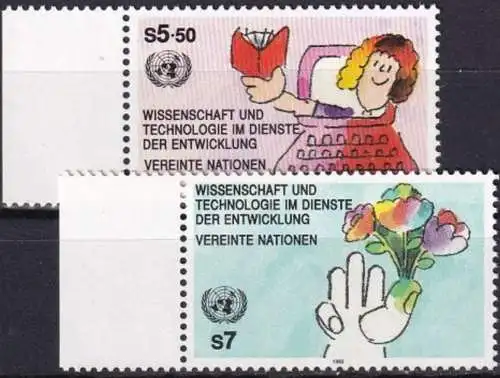 S5·50
WISSENSCHAFT UND
TECHNOLOGIE IM DIENSTE
DER ENTWICKLUNG
VEREINTE NATIONEN
WISSENSCHAFT UND
TECHNOLOGIE IM DIENSTE
DER ENTWICKLUNG
VEREINTE NATIONEN
S7
1992